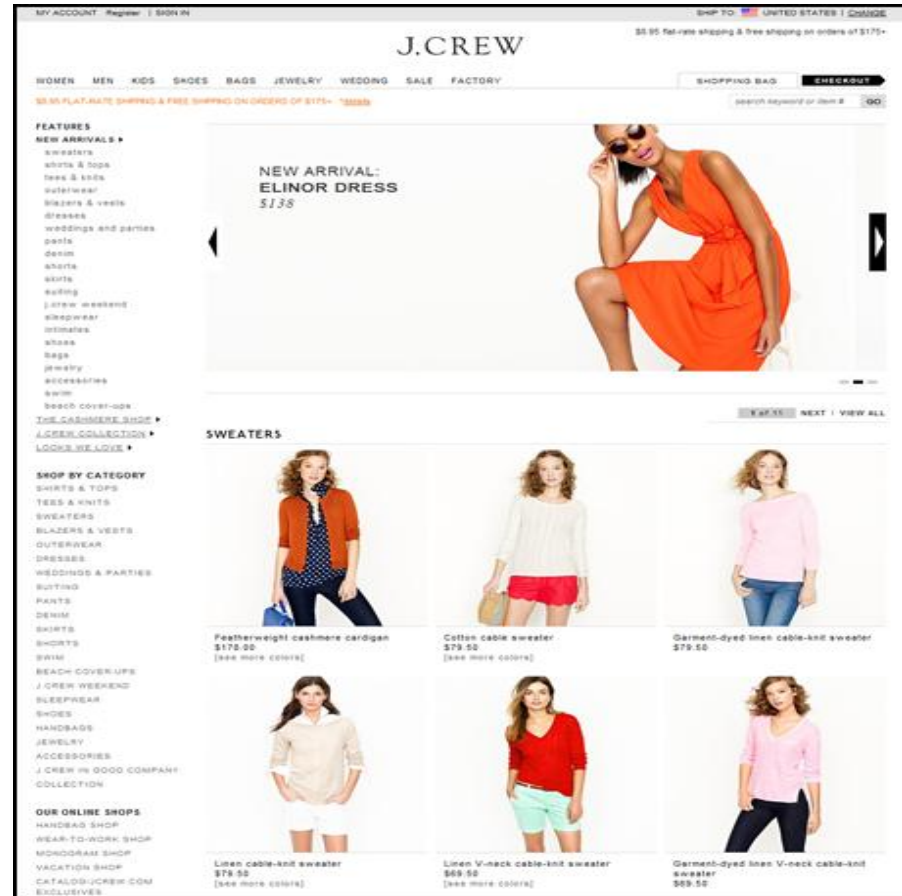 MY ACCOUNT Register | SIGN IN
SHIP TO: UNITED STATES | CHANGE
$5.95 flat-rate shipping & free shipping on orders of $175+
J.CREW
WOMEN MEN KIDS SHOES BAGS JEWELRY WEDDING SALE FACTORY
SHOPPING BAG CHECKOUT
$5.95 FLAT-RATE SHIPPING & FREE SHIPPING ON ORDERS OF $175+ *details
search keyword or item # GO
FEATURES
NEW ARRIVALS
sweaters
shirts & tops
tees & knits
outerwear
blazers & vests
dresses
weddings and parties
pants
denim
shorts
skirts
suiting
j.crew weekend
sleepwear
intimates
shoes
bags
jewelry
accessories
swim
beach cover-ups
THE CASHMERE SHOP
J.CREW COLLECTION
LOOKS WE LOVE
SHOP BY CATEGORY
SHIRTS & TOPS
TEES & KNITS
SWEATERS
BLAZERS & VESTS
OUTERWEAR
DRESSES
WEDDINGS & PARTIES
SUITING
PANTS
DENIM
SKIRTS
SHORTS
SWIM
BEACH COVER-UPS
J.CREW WEEKEND
SLEEPWEAR
SHOES
HANDBAGS
JEWELRY
ACCESSORIES
J.CREW IN GOOD COMPANY
COLLECTION
OUR ONLINE SHOPS
HANDBAG SHOP
WEAR-TO-WORK SHOP
MONOGRAM SHOP
VACATION SHOP
CATALOG/JCREW.COM
EXCLUSIVES
NEW ARRIVAL:
ELINOR DRESS
$138
of 11 NEXT | VIEW ALL
SWEATERS
Featherweight cashmere cardigan
$178.00
[see more colors]
Cotton cable sweater
$79.50
[see more colors]
Garment-dyed linen cable-knit sweater
$79.50
Linen cable-knit sweater
$79.50
[see more colors]
Linen V-neck cable-knit sweater
$69.50
[see more colors]
Garment-dyed linen V-neck cable-knit
sweater
$69.50